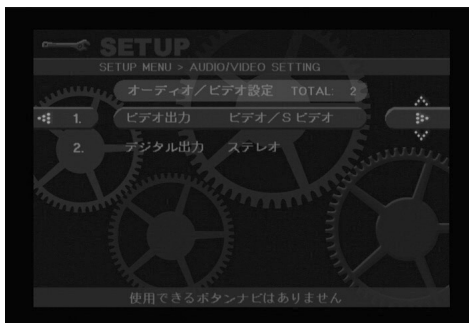 SETUP
SETUP MENU > AUDIO/VIDEO SETTING
オーディオ／ビデオ設定 TOTAL: 2
1. ビデオ出力 ビデオ／S ビデオ
2. デジタル出力 ステレオ
使用できるボタンナビはありません